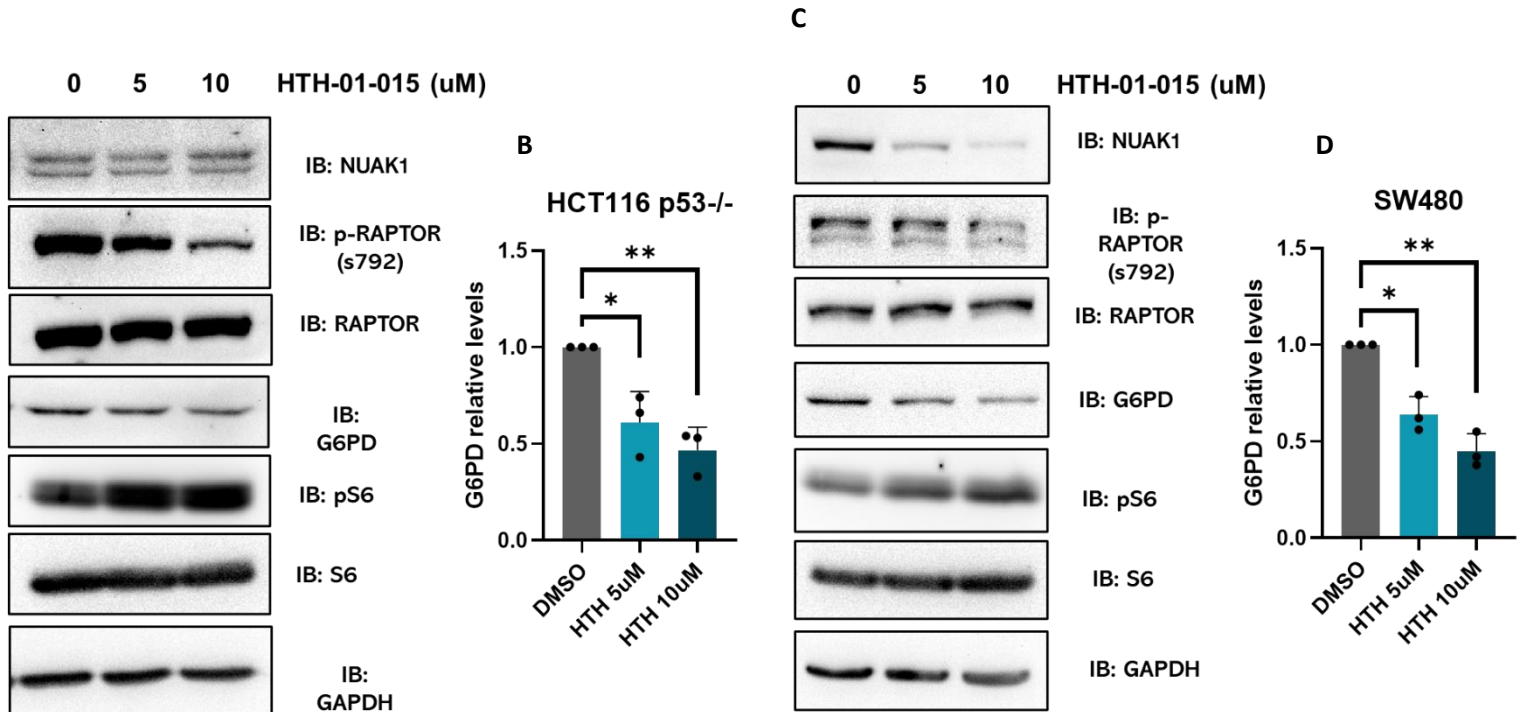 C
0 5 10 HTH-01-015 (uM)
IB: NUAK1
IB: p-RAPTOR
(s792)
IB: RAPTOR
IB:
G6PD
IB: pS6
IB: S6
IB:
GAPDH
B
HCT116 p53-/-
G6PD relative levels
1.5
1.0
0.5
0.0
**
*
DMSO
HTH 5uM
HTH 10uM
0 5 10 HTH-01-015 (uM)
IB: NUAK1
IB: p-
RAPTOR
(s792)
IB: RAPTOR
IB: G6PD
IB: pS6
IB: S6
IB: GAPDH
D
SW480
G6PD relative levels
1.5
1.0
0.5
0.0
**
*
DMSO
HTH 5uM
HTH 10uM